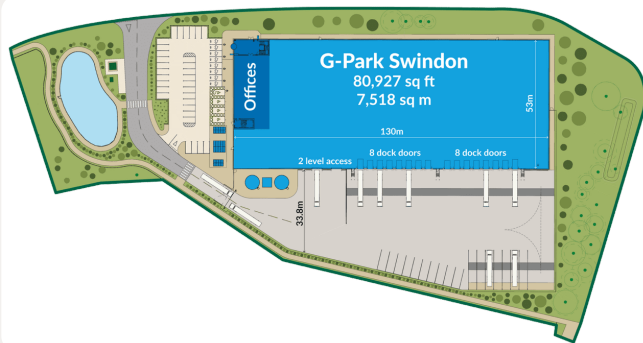 G-Park Swindon
80,927 sq ft
7,518 sq m
Offices
53m
130m
2 level access
8 dock doors
8 dock doors
33.8m